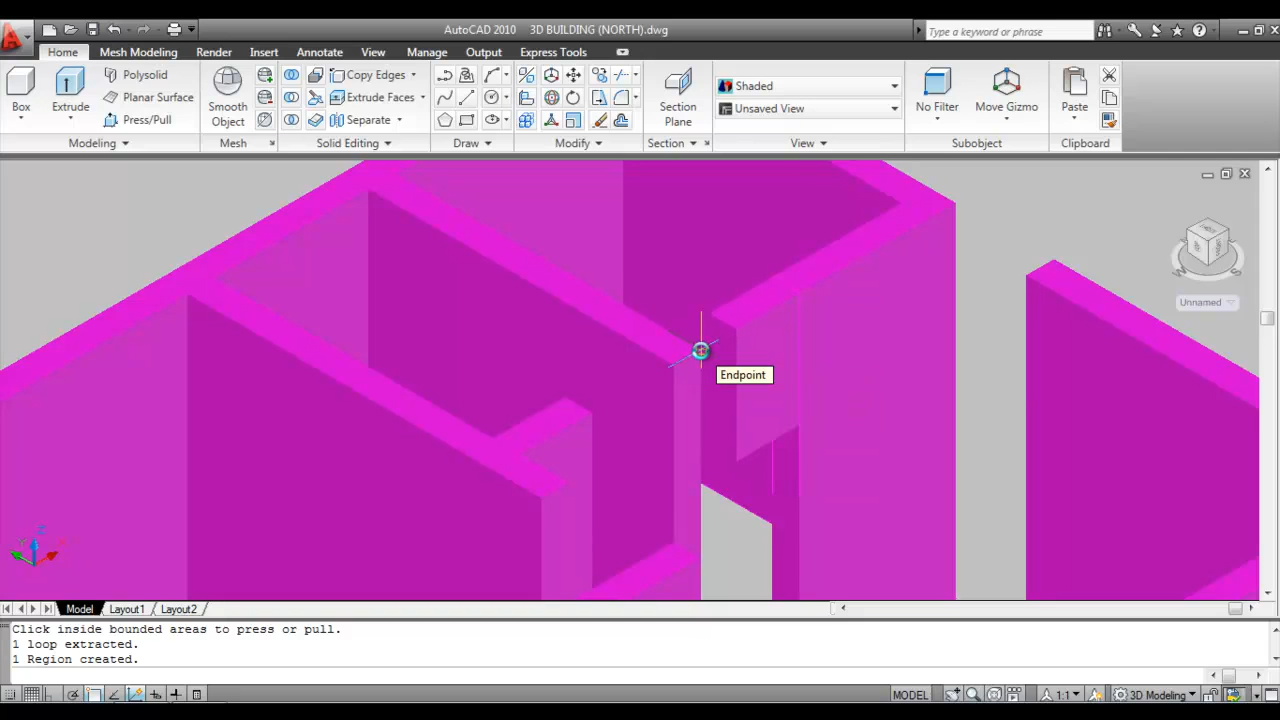 AutoCAD 2010 3D BUILDING (NORTH).dwg
Type a keyword or phrase
Home Mesh Modeling Render Insert Annotate View Manage Output Express Tools
Box
Extrude
Polysolid
Planar Surface
Press/Pull
Smooth
Object
Copy Edges
Extrude Faces
Separate
Section
Plane
Shaded
Unsaved View
No Filter
Move Gizmo
Paste
Modeling
Mesh
Solid Editing
Draw
Modify
Section
View
Subobject
Clipboard
Unnamed
Endpoint
Model Layout1 Layout2
Click inside bounded areas to press or pull.
1 loop extracted.
1 Region created.
MODEL
1:1
3D Modeling